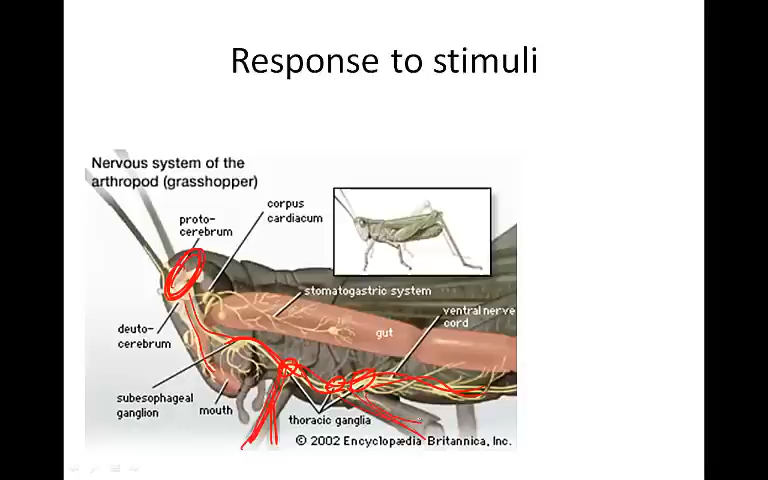 Response to stimuli
Nervous system of the
arthropod (grasshopper)
corpus
cardiacum
proto-
cerebrum
stomatogastric system
ventral nerve
cord
gut
deuto-
cerebrum
subesophageal
ganglion
mouth
thoracic ganglia
© 2002 Encyclopædia Britannica, Inc.